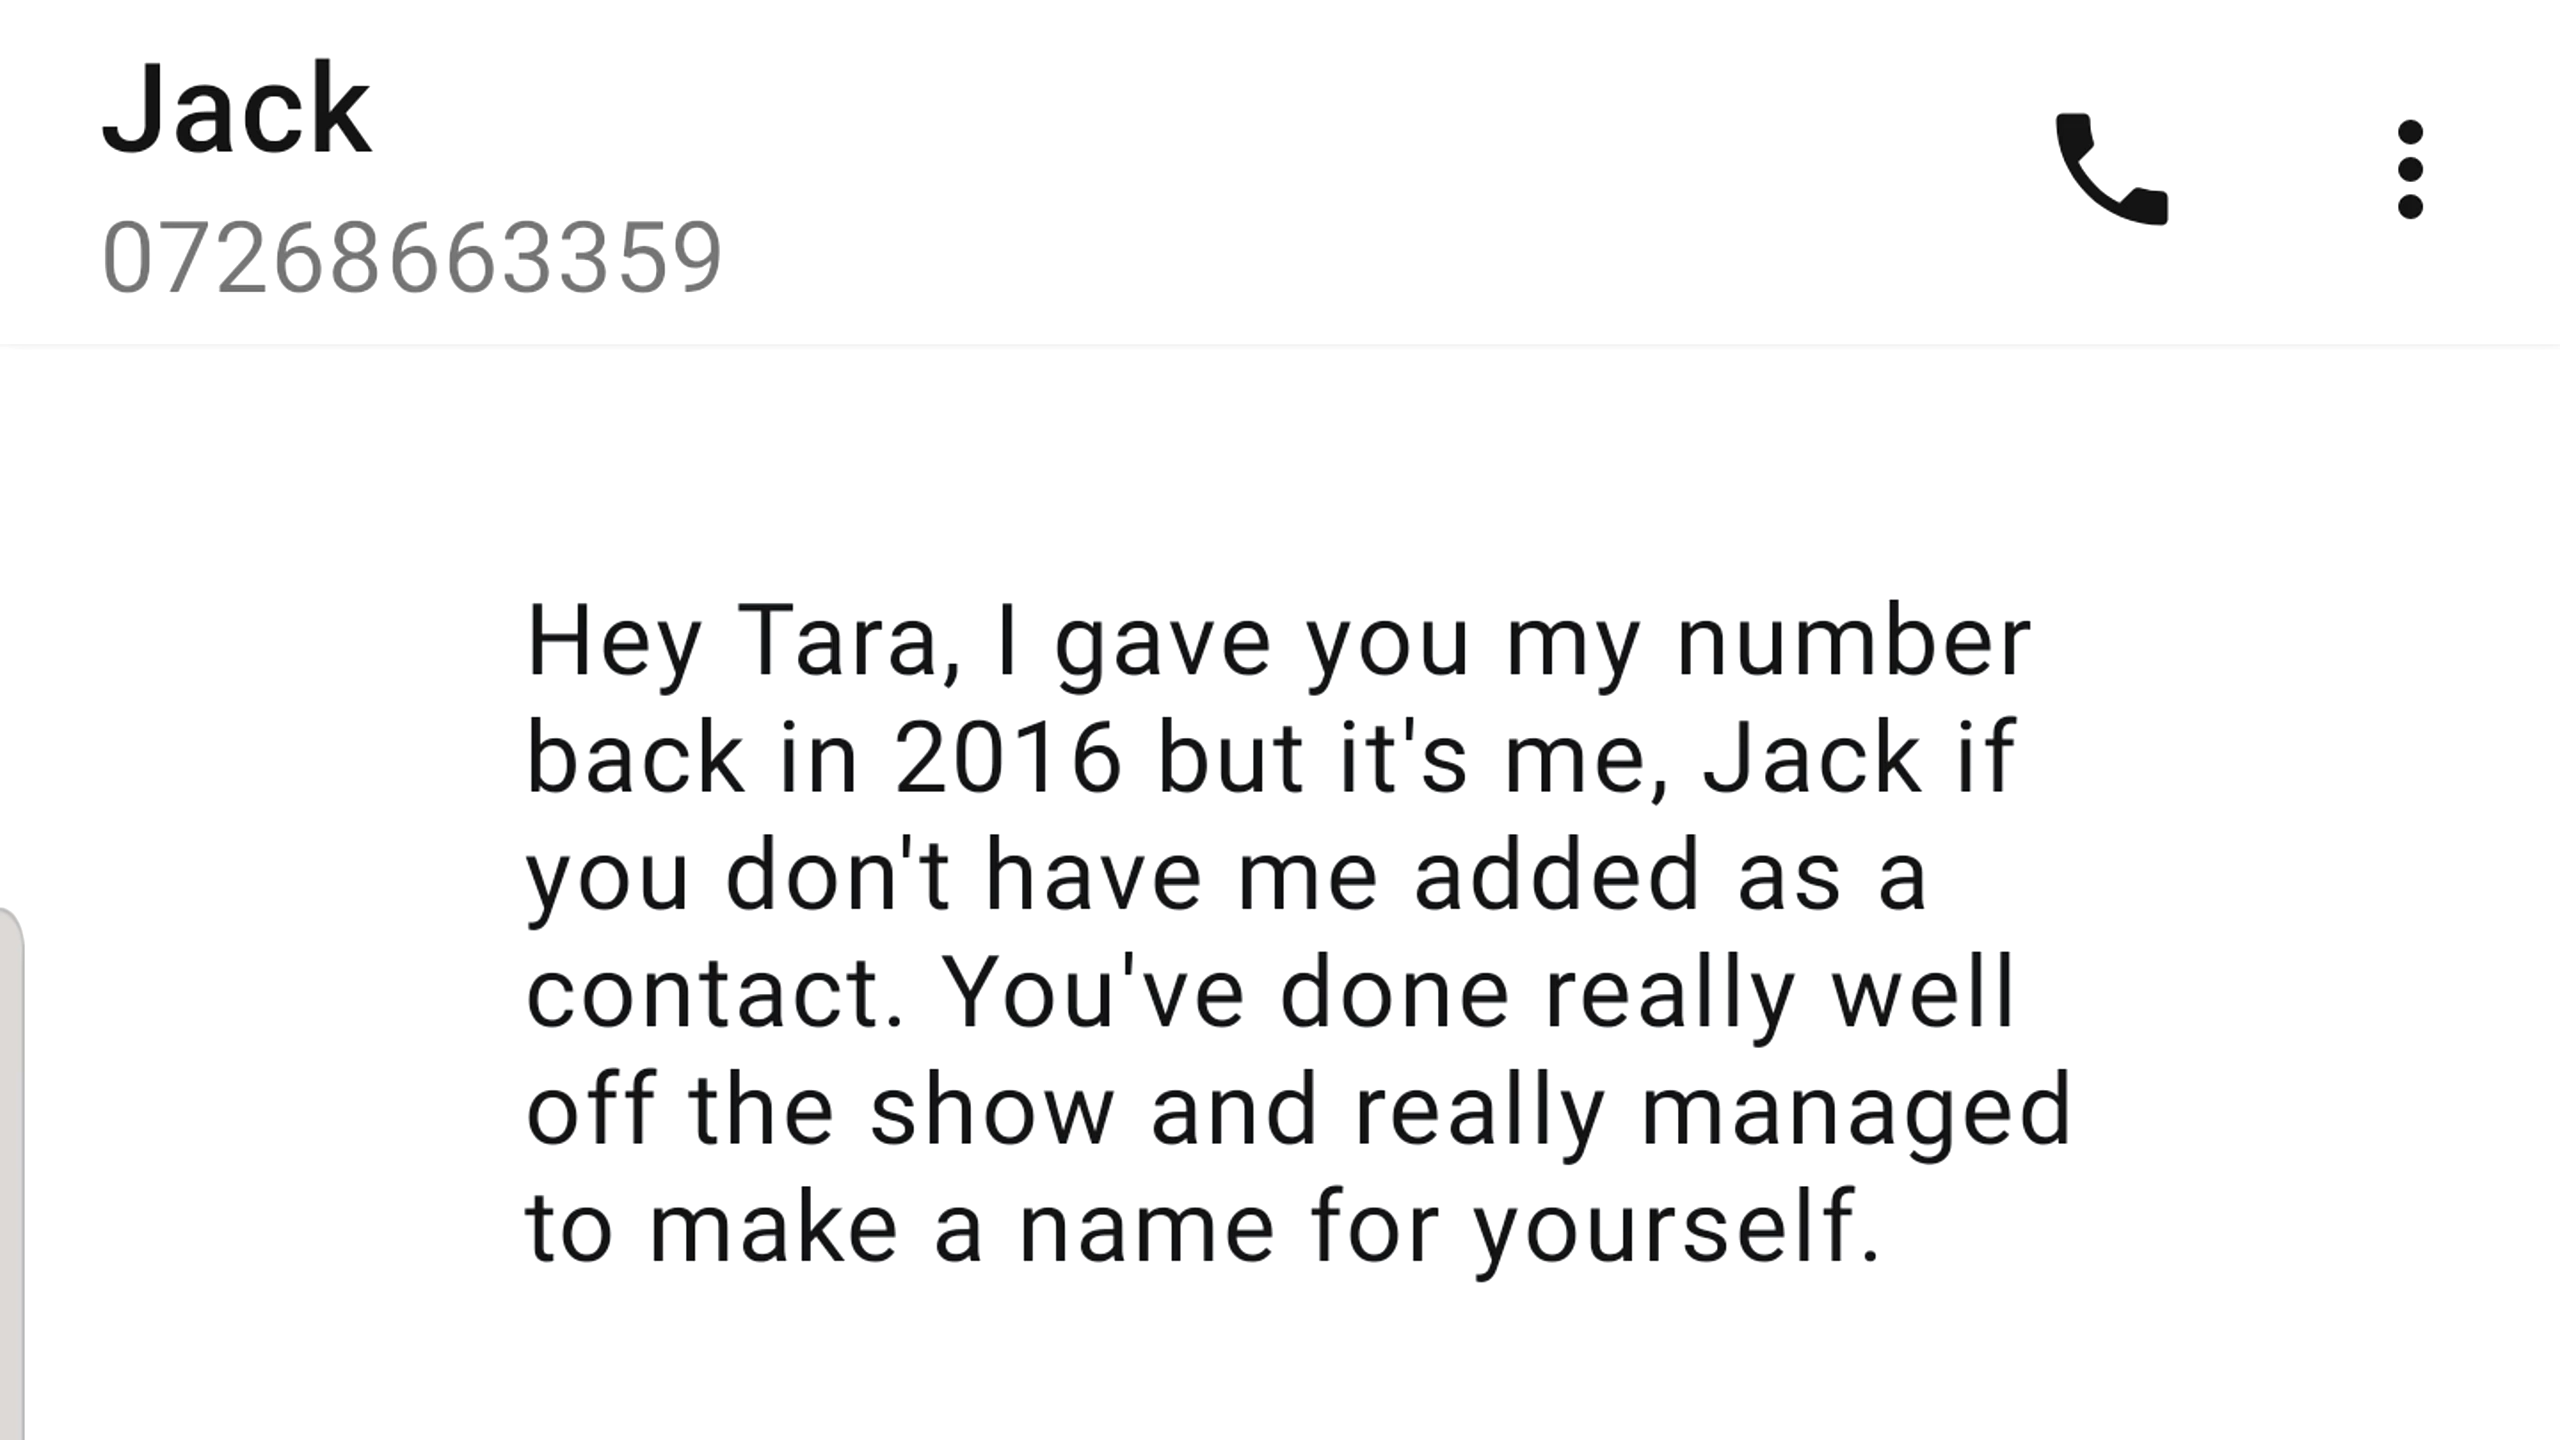 Jack
07268663359
Hey Tara, I gave you my number
back in 2016 but it's me, Jack if
you don't have me added as a
contact. You've done really well
off the show and really managed
to make a name for yourself.